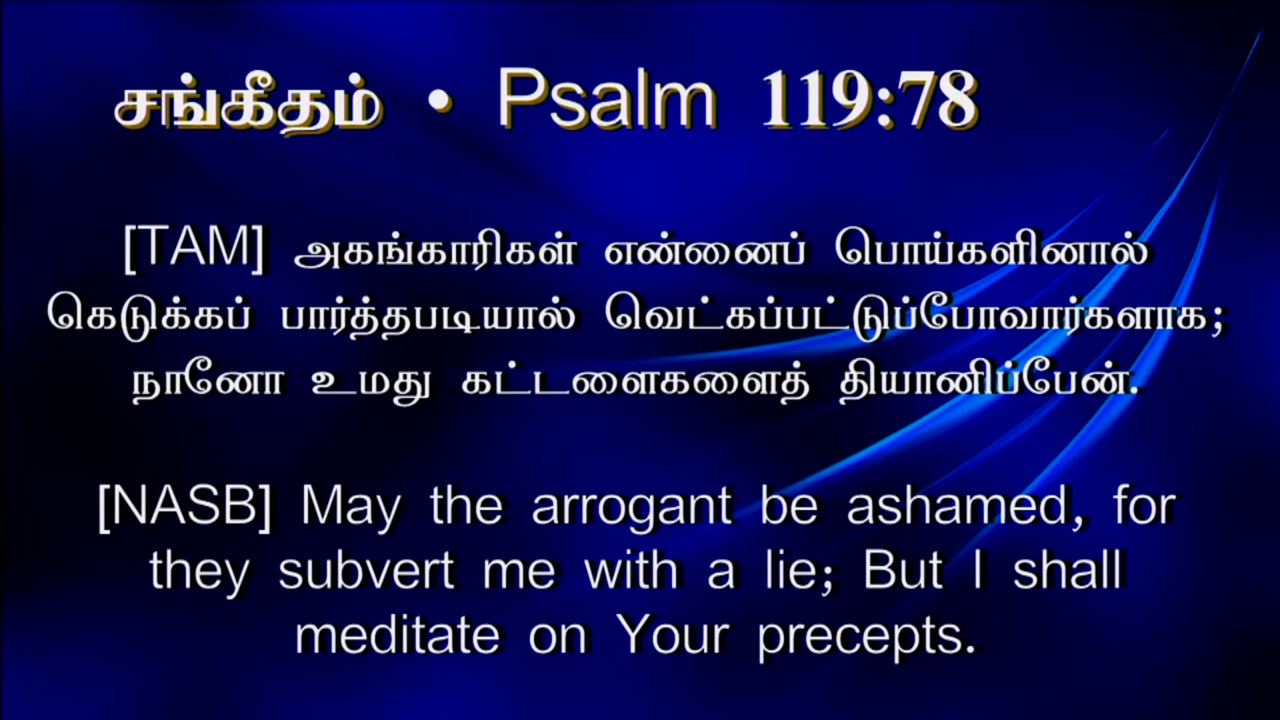 சங்கீதம் • Psalm 119:78
[TAM] அகங்காரிகள் என்னைப் பொய்களினால்
கெடுக்கப் பார்த்தபடியால் வெட்கப்பட்டுப்போவார்களாக;
நானோ உமது கட்டளைகளைத் தியானிப்பேன்.
[NASB] May the arrogant be ashamed, for
they subvert me with a lie; But I shall
meditate on Your precepts.